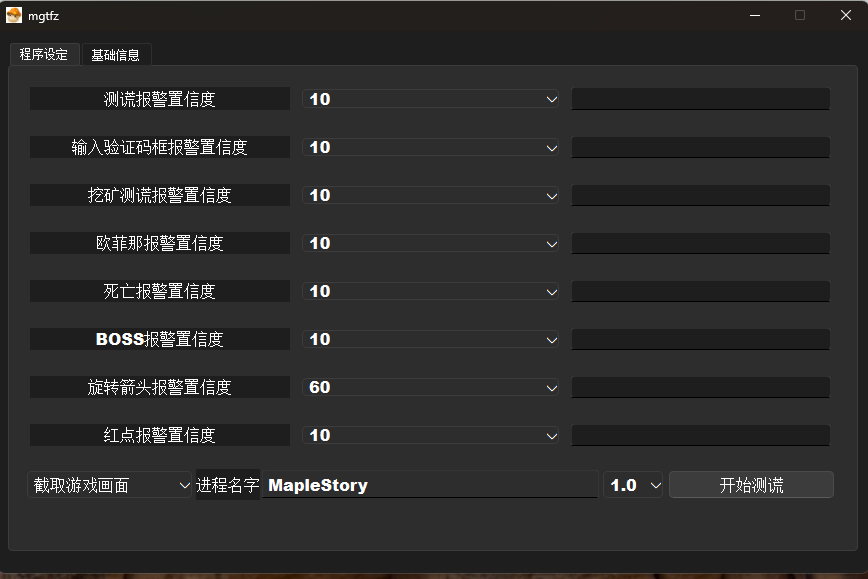 mgtfz
程序设定 基础信息
测谎报警置信度 10
输入验证码框报警置信度 10
挖矿测谎报警置信度 10
欧菲那报警置信度 10
死亡报警置信度 10
BOSS报警置信度 10
旋转箭头报警置信度 60
红点报警置信度 10
截取游戏画面 进程名字 MapleStory 1.0 开始测谎